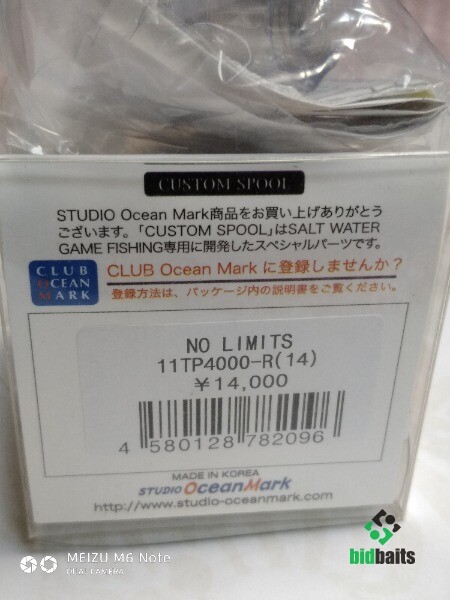 CUSTOM SPOOL
STUDIO Ocean Mark商品をお買い上げありがとう
ございます。「CUSTOM SPOOL」はSALT WATER
GAME FISHING専用に開発したスペシャルパーツです。
CLUB
OCEAN
MARK
CLUB Ocean Mark に登録しませんか?
登録方法は、パッケージ内の説明書をご覧ください。
NO LIMITS
11TP4000-R(14)
￥14,000
4 580128 782096
MADE IN KOREA
STUDIO OceanMark
http://www.studio-oceanmark.com
MEIZU M6 Note
DUAL CAMERA
bidbaits